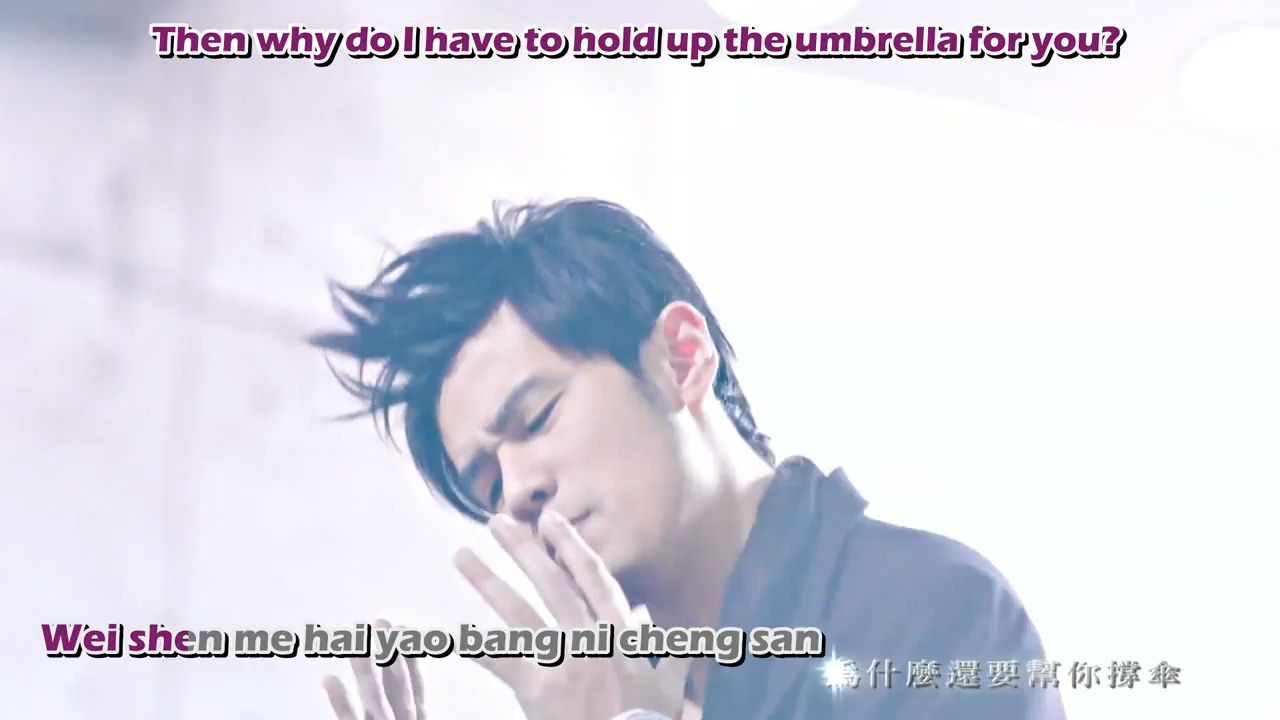 Then why do I have to hold up the umbrella for you?
Wei shen me hai yao bang ni cheng san
為什麼還要幫你撐傘